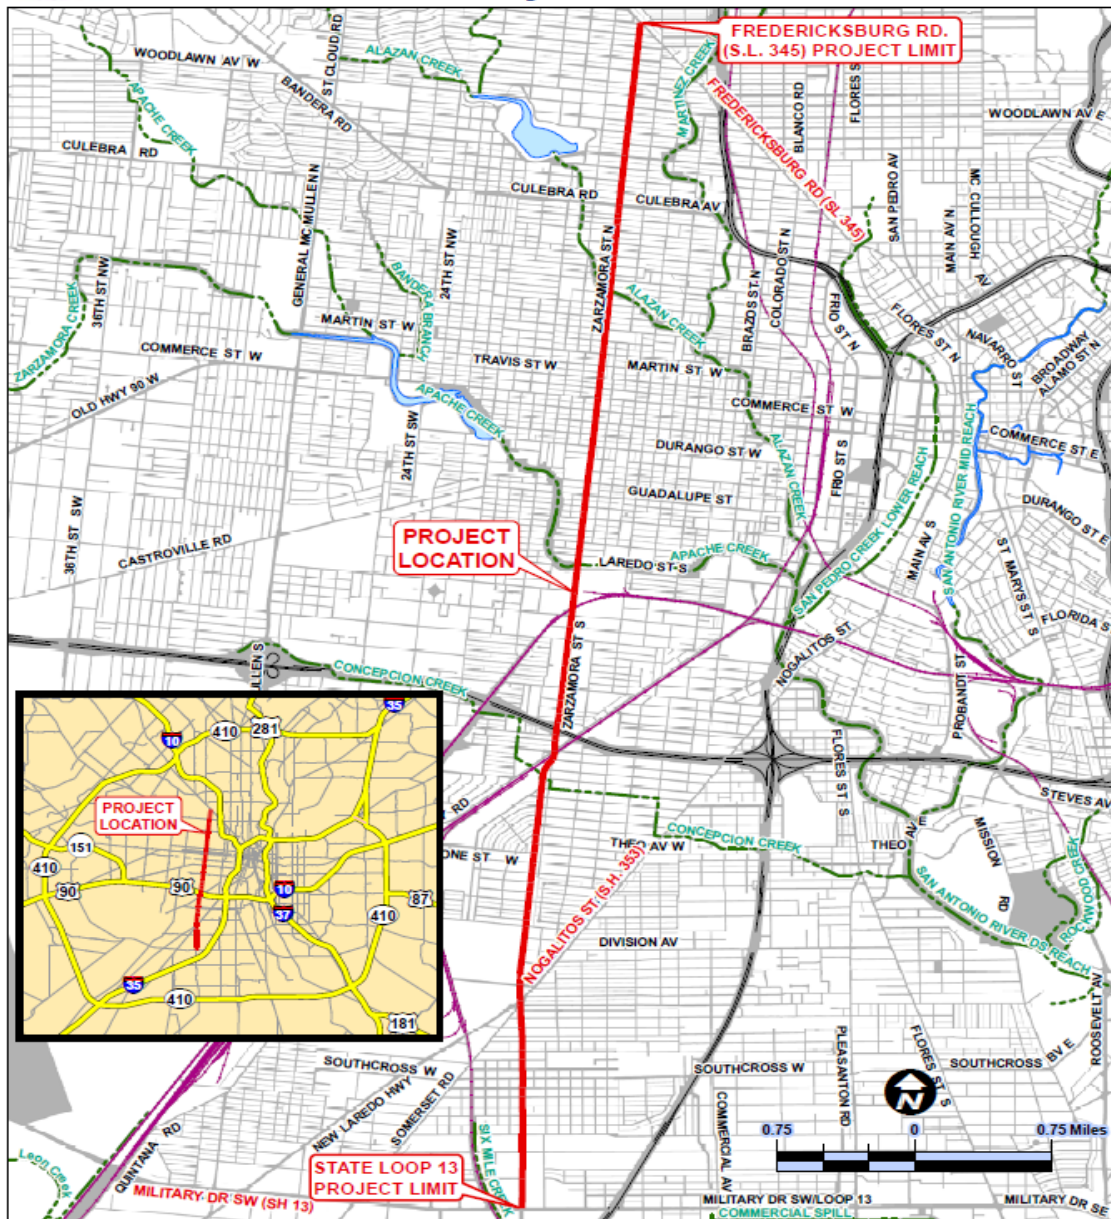 FREDERICKSBURG RD.
(S.L. 345) PROJECT LIMIT
WOODLAWN AV W
ST CLOUD RD
ALAZAN CREEK
BANDERA RD
APACHE CREEK
MARTINEZ CREEK
FREDERICKSBURG RD (SL 345)
BLANCO RD
FLORES S
WOODLAWN AV E
CULEBRA RD
CULEBRA RD
CULEBRA AV
SAN PEDRO AV
MAIN AV N
MC CULLOUGH AV
GENERAL MC MULLEN N
24TH ST NW
36TH ST NW
BANDERA BRANCH
ZARZAMORA ST N
ALAZAN CREEK
BRAZOS ST N
COLORADO ST N
FRIO ST N
FLORES ST N
NAVARRO ST
BROADWAY
ALAMO ST N
ZARZAMORA CREEK
MARTIN ST W
COMMERCE ST W
OLD HWY 90 W
TRAVIS ST W
MARTIN ST W
APACHE CREEK
COMMERCE ST W
COMMERCE ST E
24TH ST SW
DURANGO ST W
ALAZAN CREEK
FRIO ST S
SAN ANTONIO RIVER MID REACH
GUADALUPE ST
DURANGO ST E
36TH ST SW
CASTROVILLE RD
PROJECT
LOCATION
LAREDO ST S
APACHE CREEK
SAN PEDRO CREEK LOWER REACH
MAIN AV S
ST MARYS ST S
FLORIDA S
ZARZAMORA ST S
NOGALITOS ST
PROBANDT ST
ULLEN S
CONCEPCION CREEK
FLORES ST S
STEVES AV
35
410
281
10
PROJECT
LOCATION
151
410
90
90
10
37
87
410
35
410
181
RD
ONE ST W
THEO AV W
CONCEPCION CREEK
THEO AV E
MISSION RD
ROCKWOOD CREEK
NOGALITOS ST (S.H. 353)
SAN ANTONIO RIVER DS REACH
DIVISION AV
ROOSEVELT AV
SOUTHCROSS W
NEW LAREDO HWY
SOMERSET RD
SOUTHCROSS W
PLEASANTON RD
FLORES ST S
SOUTHCROSS BV E
N
QUINTANA RD
Leon Creek
SIX MILE CREEK
COMMERCIAL AV
0.75
0
0.75 Miles
STATE LOOP 13
PROJECT LIMIT
MILITARY DR SW (SH 13)
MILITARY DR SW/LOOP 13
MILITARY DR SE
COMMERCIAL SPILL